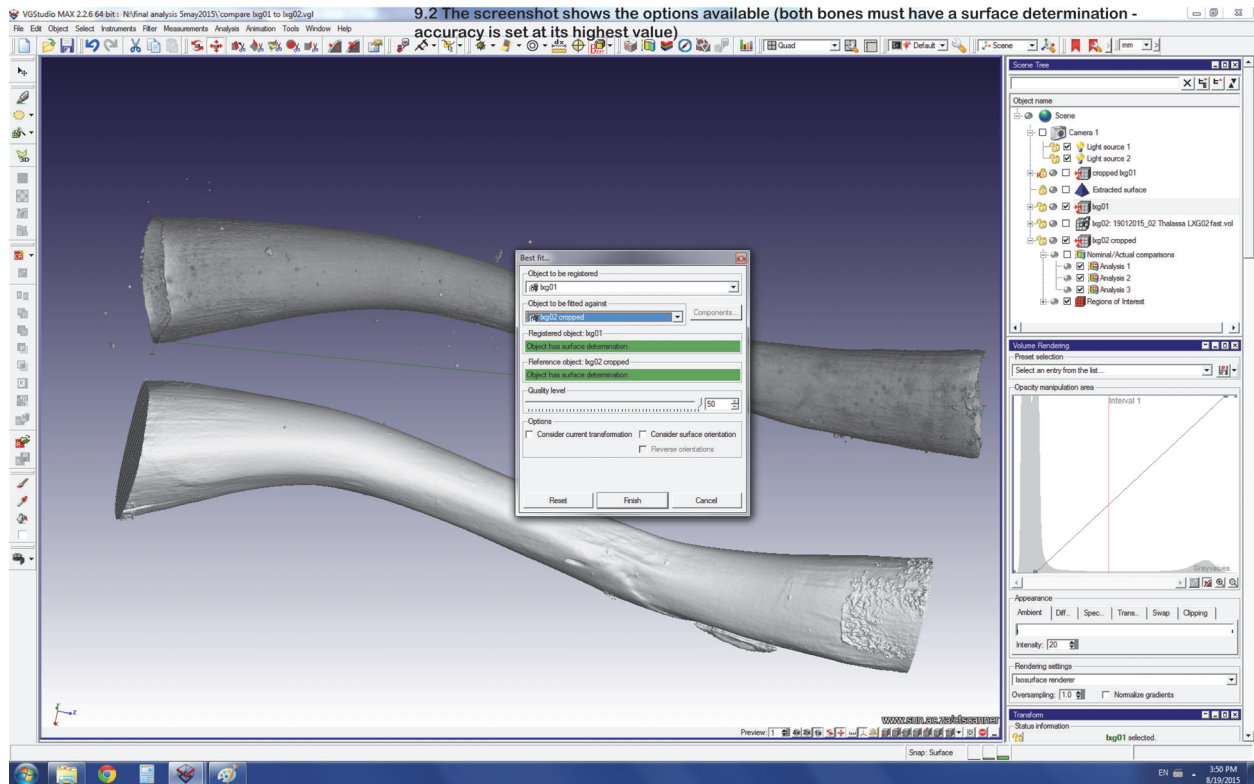 VGStudio MAX 2.2.6 64 bit : N:\final analysis 5may2015\'compare lxg01 to lxg02.vgl
9.2 The screenshot shows the options available (both bones must have a surface determination -
accuracy is set at its highest value)
File Edit Object Select Instruments Filter Measurements Analysis Animation Tools Window Help
Quad
Default
Scene
mm
3D
Scene Tree
Object name
Scene
Camera 1
Light source 1
Light source 2
cropped lxg01
Extracted surface
lxg01
lxg02: 19012015_02 Thalassa LXG02 fast.vol
lxg02 cropped
Nominal/Actual comparisons
Analysis 1
Analysis 2
Analysis 3
Regions of Interest
Best fit...
Object to be registered
lxg01
Object to be fitted against
lxg02 cropped
Components...
Registered object: lxg01
Object has surface determination.
Reference object: lxg02 cropped
Object has surface determination.
Quality level
50
Options
Consider current transformation
Consider surface orientation
Reverse orientations
Reset
Finish
Cancel
Volume Rendering
Preset selection
Select an entry from the list...
Opacity manipulation area
Interval 1
Grayvalues
Appearance
Ambient Diff... Spec... Trans... Swap Clipping
Intensity: 20
Rendering settings
Isosurface renderer
Oversampling: 1.0
Normalize gradients
Transform
Status information
lxg01 selected.
www.sun.ac.za/ctscanner
Preview: 1
Snap: Surface
EN
3:50 PM
8/19/2015